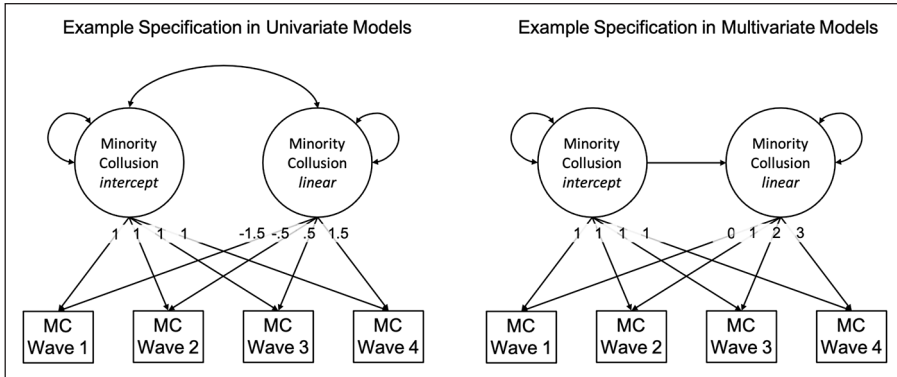 Example Specification in Univariate Models
Minority
Collusion
intercept
Minority
Collusion
linear
1 1 1 1
-1.5 -.5 .5 1.5
MC
Wave 1
MC
Wave 2
MC
Wave 3
MC
Wave 4
Example Specification in Multivariate Models
Minority
Collusion
intercept
Minority
Collusion
linear
1 1 1 1
0 1 2 3
MC
Wave 1
MC
Wave 2
MC
Wave 3
MC
Wave 4